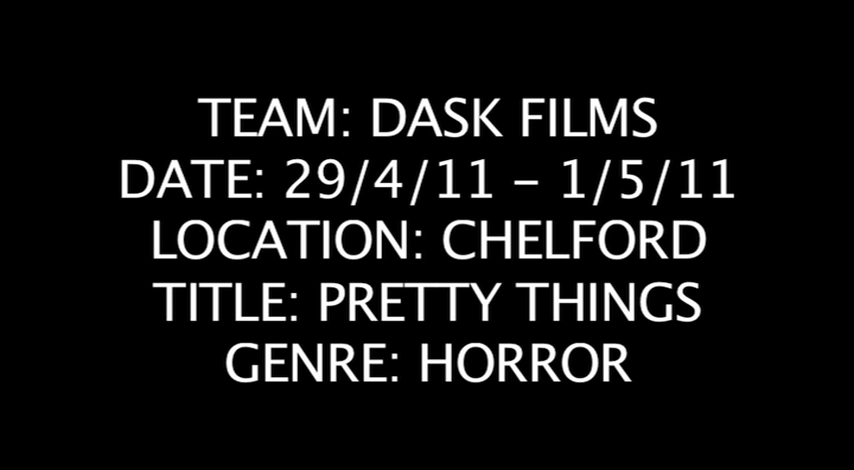 TEAM: DASK FILMS
DATE: 29/4/11 – 1/5/11
LOCATION: CHELFORD
TITLE: PRETTY THINGS
GENRE: HORROR